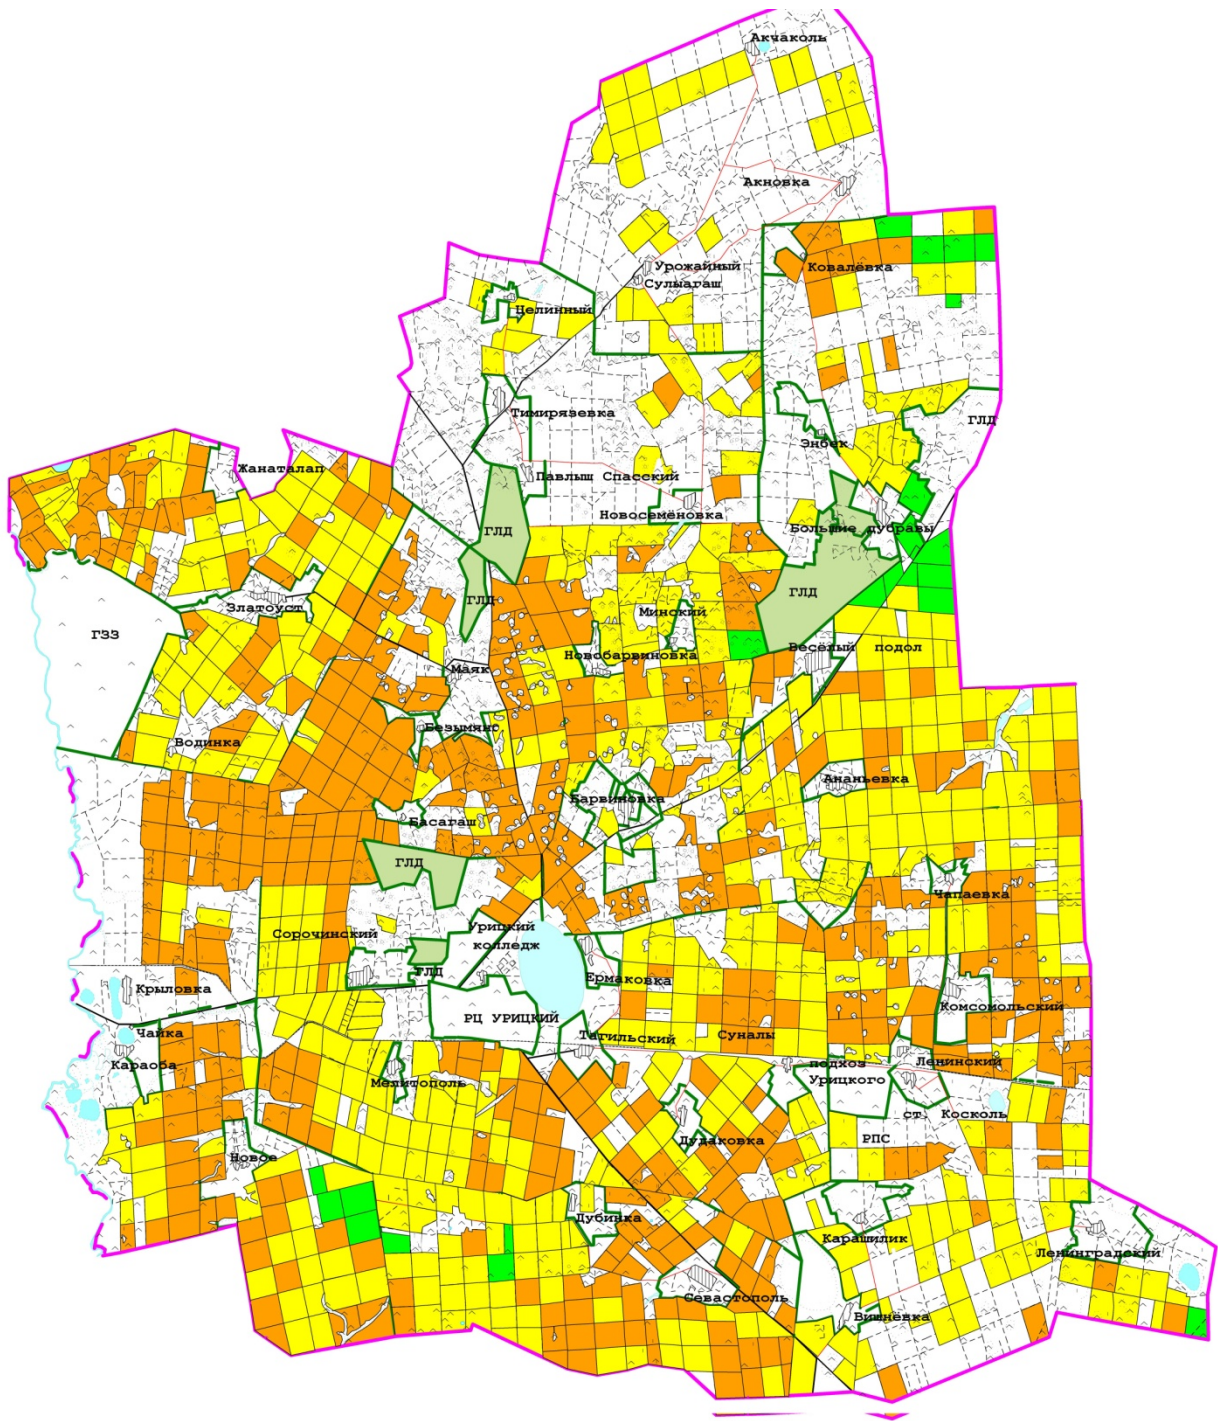 Акчаколь
Акновка
Урожайный
Сулыагаш
Ковалёвка
Целинный
Тимирязевка
ГЛД
Энбек
Жанаталап
Павлыш Спасский
Новосемёновка
Большие дубравы
ГЛД
ГЛД
ГЛД
Златоуст
Минский
ГЗЗ
Новобарвиновка
Весёлый подол
Маяк
Безымянс
Водинка
Ананьевка
Барвиновка
Басагаш
ГЛД
Чапаевка
Урицкий
колледж
Сорочинский
ГЛД
Ермаковка
Крыловка
Комсомольский
РЦ УРИЦКИЙ
Чайка
Тагильский
Суналы
Караоба
подхоз
Урицкого
Ленинский
Мелитополь
ст. Косколь
Дудаковка
РПС
Новое
Дубинка
Карашилик
Ленинградский
Севастополь
Вишнёвка